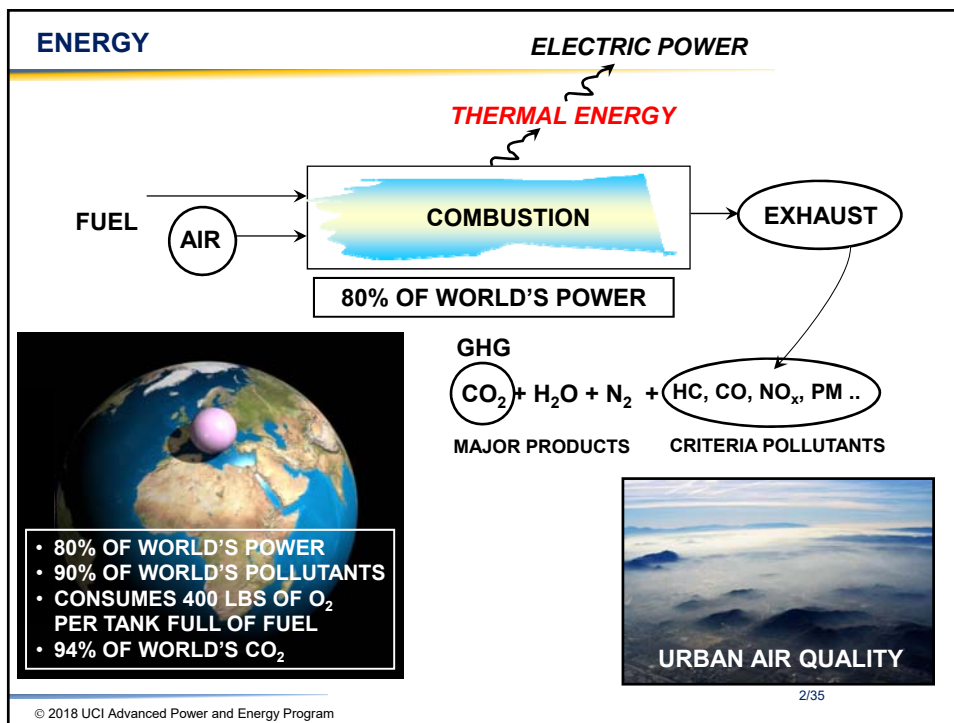 ENERGY
ELECTRIC POWER
THERMAL ENERGY
FUEL
AIR
COMBUSTION
EXHAUST
80% OF WORLD'S POWER
GHG
CO₂ + H₂O + N₂ + HC, CO, NOₓ, PM ..
MAJOR PRODUCTS CRITERIA POLLUTANTS
• 80% OF WORLD'S POWER
• 90% OF WORLD'S POLLUTANTS
• CONSUMES 400 LBS OF O₂
PER TANK FULL OF FUEL
• 94% OF WORLD'S CO₂
URBAN AIR QUALITY
2/35
© 2018 UCI Advanced Power and Energy Program